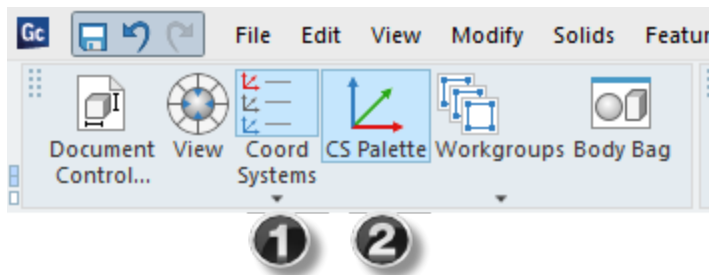 Gc File Edit View Modify Solids Featur
Document View Coord CS Palette Workgroups Body Bag
Control... Systems
1 2